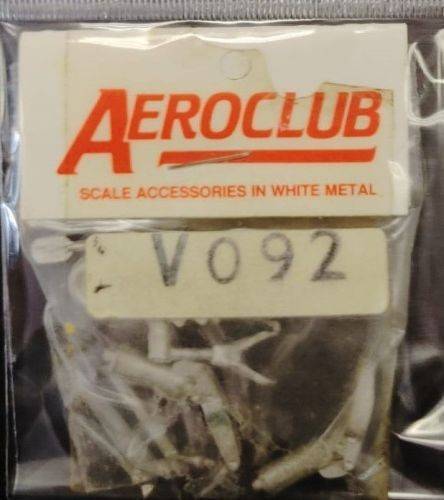 AEROCLUB
SCALE ACCESSORIES IN WHITE METAL
V092